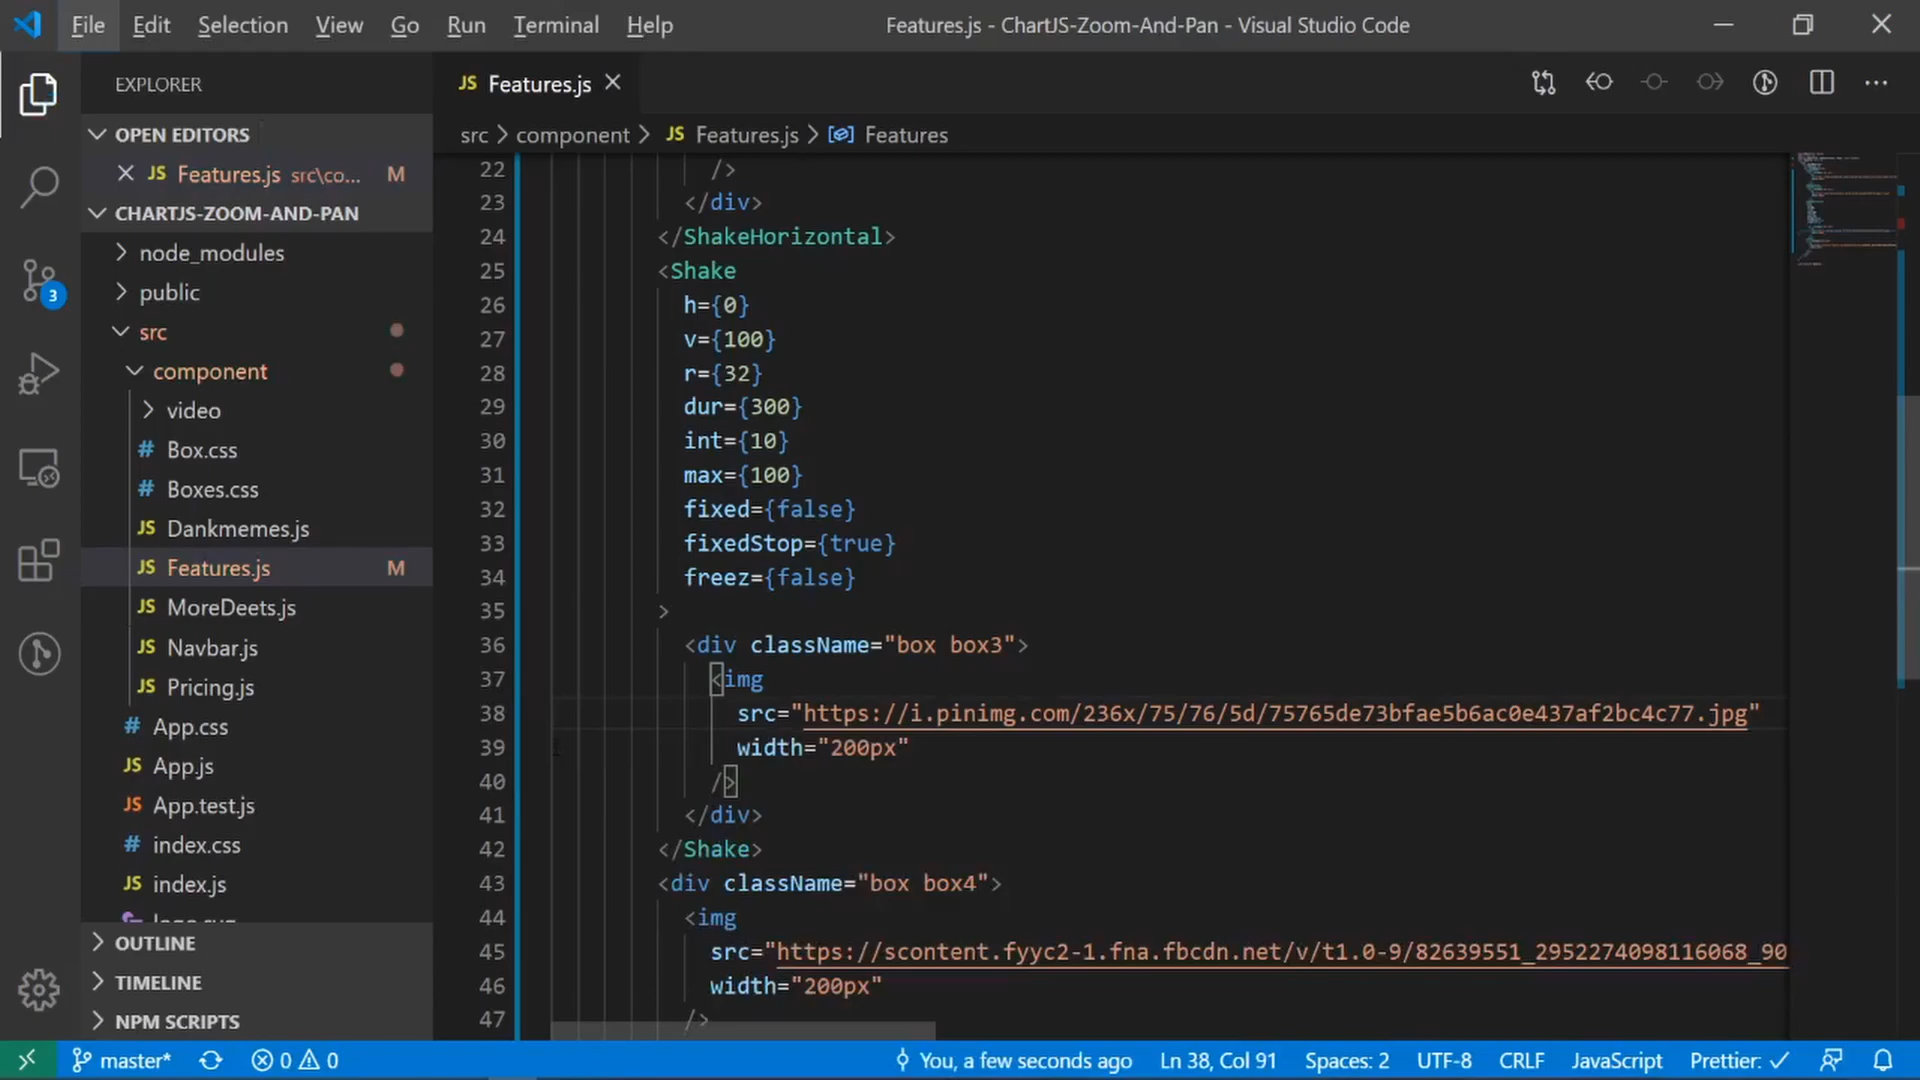 File Edit Selection View Go Run Terminal Help Features.js - ChartJS-Zoom-And-Pan - Visual Studio Code
EXPLORER
OPEN EDITORS
JS Features.js src\co... M
CHARTJS-ZOOM-AND-PAN
node_modules
public
src
component
video
# Box.css
# Boxes.css
JS Dankmemes.js
JS Features.js M
JS MoreDeets.js
JS Navbar.js
JS Pricing.js
# App.css
JS App.js
JS App.test.js
# index.css
JS index.js
OUTLINE
TIMELINE
NPM SCRIPTS
3
JS Features.js
src > component > JS Features.js > Features
22 />
23 </div>
24 </ShakeHorizontal>
25 <Shake
26 h={0}
27 v={100}
28 r={32}
29 dur={300}
30 int={10}
31 max={100}
32 fixed={false}
33 fixedStop={true}
34 freez={false}
35 >
36 <div className="box box3">
37 <img
38 src="https://i.pinimg.com/236x/75/76/5d/75765de73bfae5b6ac0e437af2bc4c77.jpg"
39 width="200px"
40 />
41 </div>
42 </Shake>
43 <div className="box box4">
44 <img
45 src="https://scontent.fyyc2-1.fna.fbcdn.net/v/t1.0-9/82639551_2952274098116068_90
46 width="200px"
47 />
master* 0 0 You, a few seconds ago Ln 38, Col 91 Spaces: 2 UTF-8 CRLF JavaScript Prettier: ✓